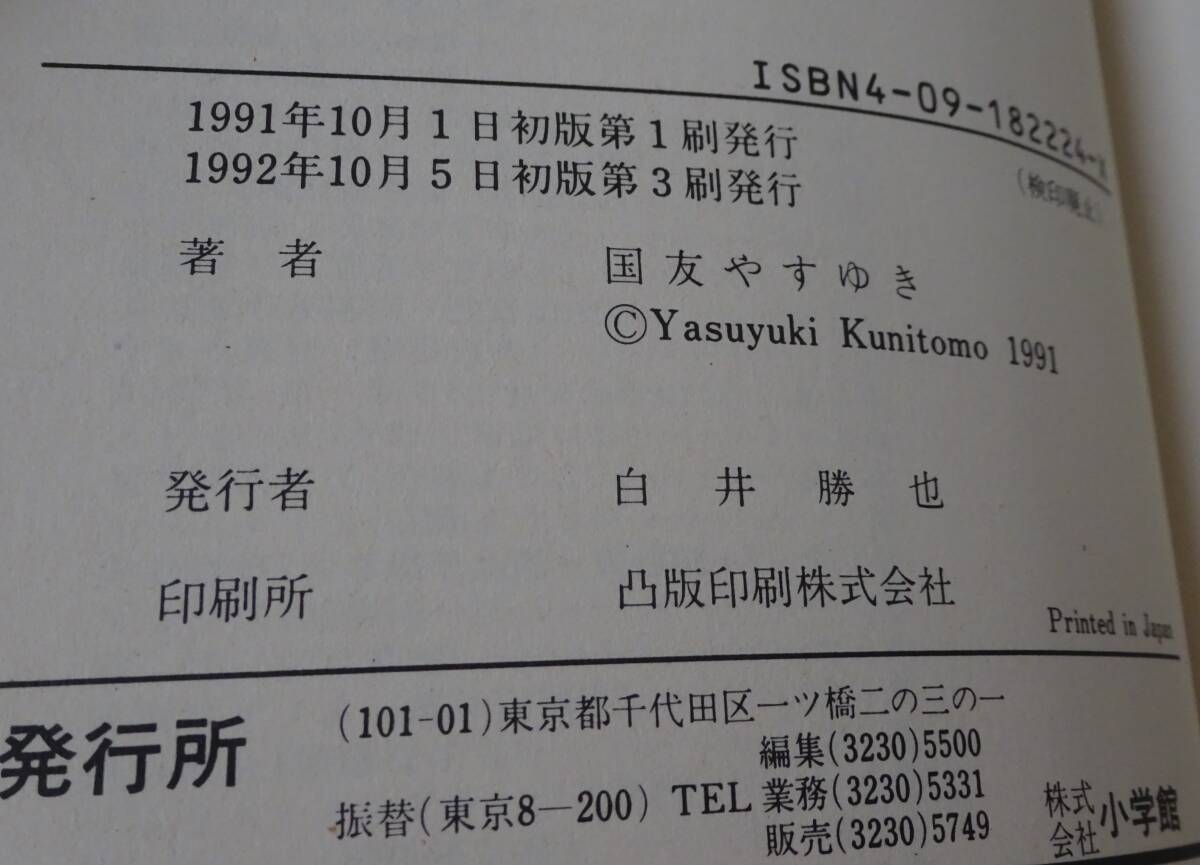 ISBN4-09-182224-X
1991年10月1日初版第1刷発行
(検印廃止)
1992年10月5日初版第3刷発行
著者 国友やすゆき
©Yasuyuki Kunitomo 1991
発行者 白井勝也
印刷所 凸版印刷株式会社
Printed in Japan
発行所 (101-01)東京都千代田区一ツ橋二の三の一
編集(3230)5500
振替(東京8—200) TEL 業務(3230)5331
販売(3230)5749
株式会社 小学館